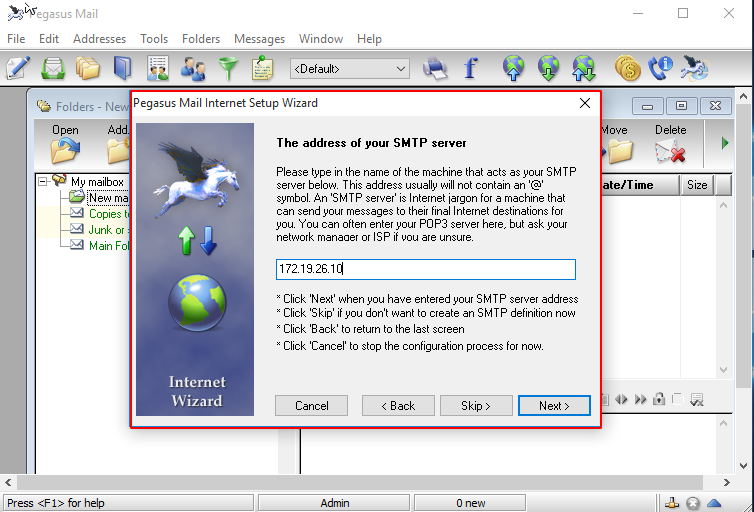 Pegasus Mail
File Edit Addresses Tools Folders Messages Window Help
<Default>
Folders - New
Pegasus Mail Internet Setup Wizard
Open Add. Move Delete
The address of your SMTP server
Please type in the name of the machine that acts as your SMTP
server below. This address usually will not contain an '@'
symbol. An 'SMTP server' is Internet jargon for a machine that
can send your messages to their final Internet destinations for
you. You can often enter your POP3 server here, but ask your
network manager or ISP if you are unsure.
172.19.26.10
* Click 'Next' when you have entered your SMTP server address
* Click 'Skip' if you don't want to create an SMTP definition now
* Click 'Back' to return to the last screen
* Click 'Cancel' to stop the configuration process for now.
Internet
Wizard
Cancel < Back Skip > Next >
My mailbox
New ma
Copies t
Junk or
Main Fol
ate/Time Size
Press <F1> for help Admin 0 new